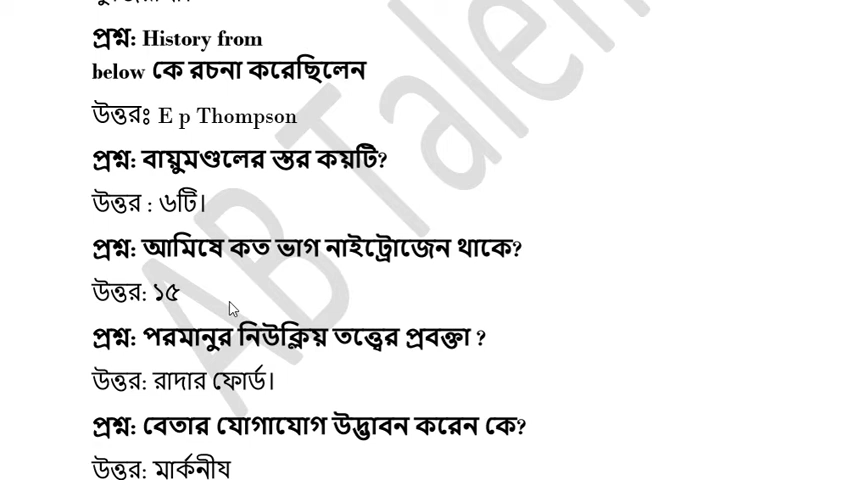 প্রশ্ন: History from
below কে রচনা করেছিলেন
উত্তরঃ E p Thompson
প্রশ্ন: বায়ুমণ্ডলের স্তর কয়টি?
উত্তর : ৬টি।
প্রশ্ন: আমিষে কত ভাগ নাইট্রোজেন থাকে?
উত্তর: ১৫
প্রশ্ন: পরমানুর নিউক্লিয় তত্ত্বের প্রবক্তা ?
উত্তর: রাদার ফোর্ড।
প্রশ্ন: বেতার যোগাযোগ উদ্ভাবন করেন কে?
উত্তর: মার্কনীয
AB Talen